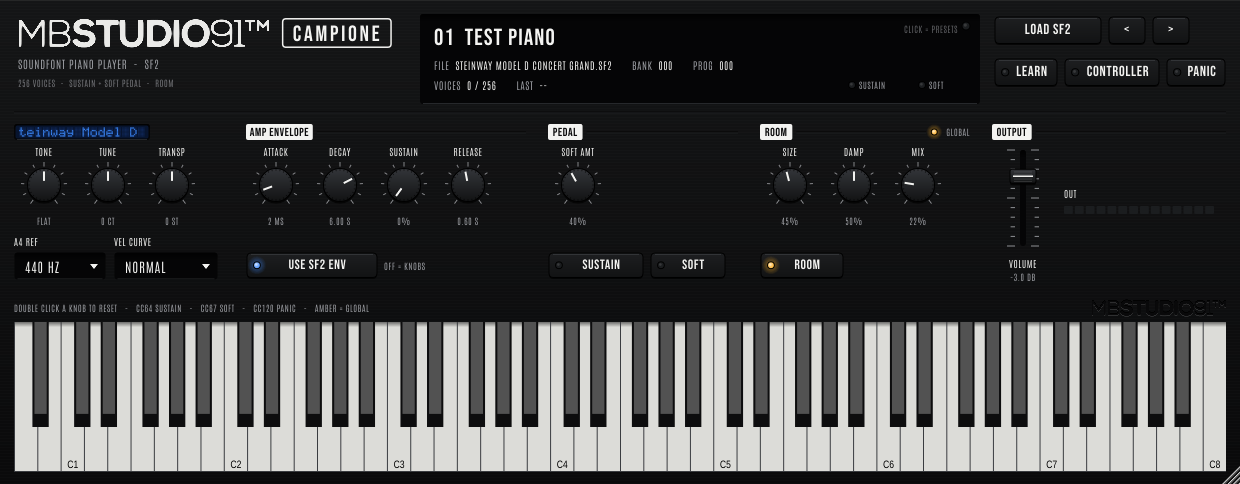 MBSTUDIO91™ CAMPIONE
SOUNDFONT PIANO PLAYER - SF2
256 VOICES - SUSTAIN + SOFT PEDAL - ROOM
01 TEST PIANO
CLICK = PRESETS
FILE STEINWAY MODEL D CONCERT GRAND.SF2 BANK 000 PROG 000
VOICES 0 / 256 LAST --
SUSTAIN SOFT
LOAD SF2 < >
LEARN CONTROLLER PANIC
teinway Model D
AMP ENVELOPE
PEDAL
ROOM
GLOBAL
OUTPUT
TONE TUNE TRANSP
ATTACK DECAY SUSTAIN RELEASE
SOFT AMT
SIZE DAMP MIX
OUT
FLAT 0 CT 0 ST
2 MS 6.00 S 0% 0.60 S
40%
45% 50% 22%
A4 REF VEL CURVE
440 HZ NORMAL
USE SF2 ENV OFF = KNOBS
SUSTAIN SOFT
ROOM
VOLUME
-3.0 DB
DOUBLE CLICK A KNOB TO RESET - CC64 SUSTAIN - CC67 SOFT - CC120 PANIC - AMBER = GLOBAL
MBSTUDIO91™
C1 C2 C3 C4 C5 C6 C7 C8